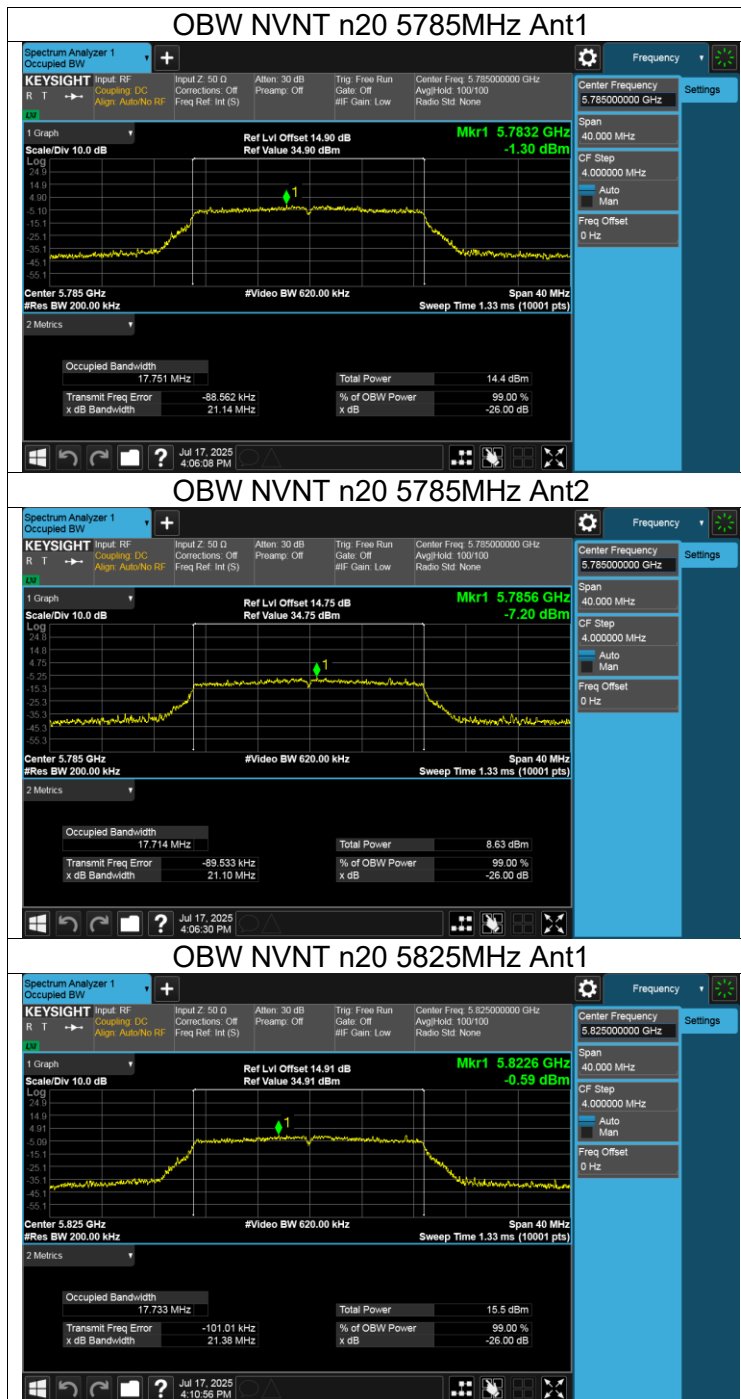 OBW NVNT n20 5785MHz Ant1
Spectrum Analyzer 1
Occupied BW
Frequency
KEYSIGHT Input: RF Input Z: 50 Ω Atten: 30 dB Trig: Free Run Center Freq: 5.785000000 GHz
R T Coupling: DC Corrections: Off Preamp: Off Gate: Off Avg|Hold: 100/100
Align: Auto/No RF Freq Ref: Int (S) #IF Gain: Low Radio Std: None
LXI
Center Frequency
5.785000000 GHz
Settings
Span
40.000 MHz
CF Step
4.000000 MHz
Auto
Man
Freq Offset
0 Hz
1 Graph
Ref Lvl Offset 14.90 dB Mkr1 5.7832 GHz
Scale/Div 10.0 dB Ref Value 34.90 dBm -1.30 dBm
Log
24.9
14.9
4.90
-5.10
-15.1
-25.1
-35.1
-45.1
-55.1
1
Center 5.785 GHz #Video BW 620.00 kHz Span 40 MHz
#Res BW 200.00 kHz Sweep Time 1.33 ms (10001 pts)
2 Metrics
Occupied Bandwidth
17.751 MHz Total Power 14.4 dBm
Transmit Freq Error -88.562 kHz % of OBW Power 99.00 %
x dB Bandwidth 21.14 MHz x dB -26.00 dB
Jul 17, 2025
4:06:08 PM
OBW NVNT n20 5785MHz Ant2
Spectrum Analyzer 1
Occupied BW
Frequency
KEYSIGHT Input: RF Input Z: 50 Ω Atten: 30 dB Trig: Free Run Center Freq: 5.785000000 GHz
R T Coupling: DC Corrections: Off Preamp: Off Gate: Off Avg|Hold: 100/100
Align: Auto/No RF Freq Ref: Int (S) #IF Gain: Low Radio Std: None
LXI
Center Frequency
5.785000000 GHz
Settings
Span
40.000 MHz
CF Step
4.000000 MHz
Auto
Man
Freq Offset
0 Hz
1 Graph
Ref Lvl Offset 14.75 dB Mkr1 5.7856 GHz
Scale/Div 10.0 dB Ref Value 34.75 dBm -7.20 dBm
Log
24.8
14.8
4.75
-5.25
-15.3
-25.3
-35.3
-45.3
-55.3
1
Center 5.785 GHz #Video BW 620.00 kHz Span 40 MHz
#Res BW 200.00 kHz Sweep Time 1.33 ms (10001 pts)
2 Metrics
Occupied Bandwidth
17.714 MHz Total Power 8.63 dBm
Transmit Freq Error -89.533 kHz % of OBW Power 99.00 %
x dB Bandwidth 21.10 MHz x dB -26.00 dB
Jul 17, 2025
4:06:30 PM
OBW NVNT n20 5825MHz Ant1
Spectrum Analyzer 1
Occupied BW
Frequency
KEYSIGHT Input: RF Input Z: 50 Ω Atten: 30 dB Trig: Free Run Center Freq: 5.825000000 GHz
R T Coupling: DC Corrections: Off Preamp: Off Gate: Off Avg|Hold: 100/100
Align: Auto/No RF Freq Ref: Int (S) #IF Gain: Low Radio Std: None
LXI
Center Frequency
5.825000000 GHz
Settings
Span
40.000 MHz
CF Step
4.000000 MHz
Auto
Man
Freq Offset
0 Hz
1 Graph
Ref Lvl Offset 14.91 dB Mkr1 5.8226 GHz
Scale/Div 10.0 dB Ref Value 34.91 dBm -0.59 dBm
Log
24.9
14.9
4.91
-5.09
-15.1
-25.1
-35.1
-45.1
-55.1
1
Center 5.825 GHz #Video BW 620.00 kHz Span 40 MHz
#Res BW 200.00 kHz Sweep Time 1.33 ms (10001 pts)
2 Metrics
Occupied Bandwidth
17.733 MHz Total Power 15.5 dBm
Transmit Freq Error -101.01 kHz % of OBW Power 99.00 %
x dB Bandwidth 21.38 MHz x dB -26.00 dB
Jul 17, 2025
4:10:56 PM